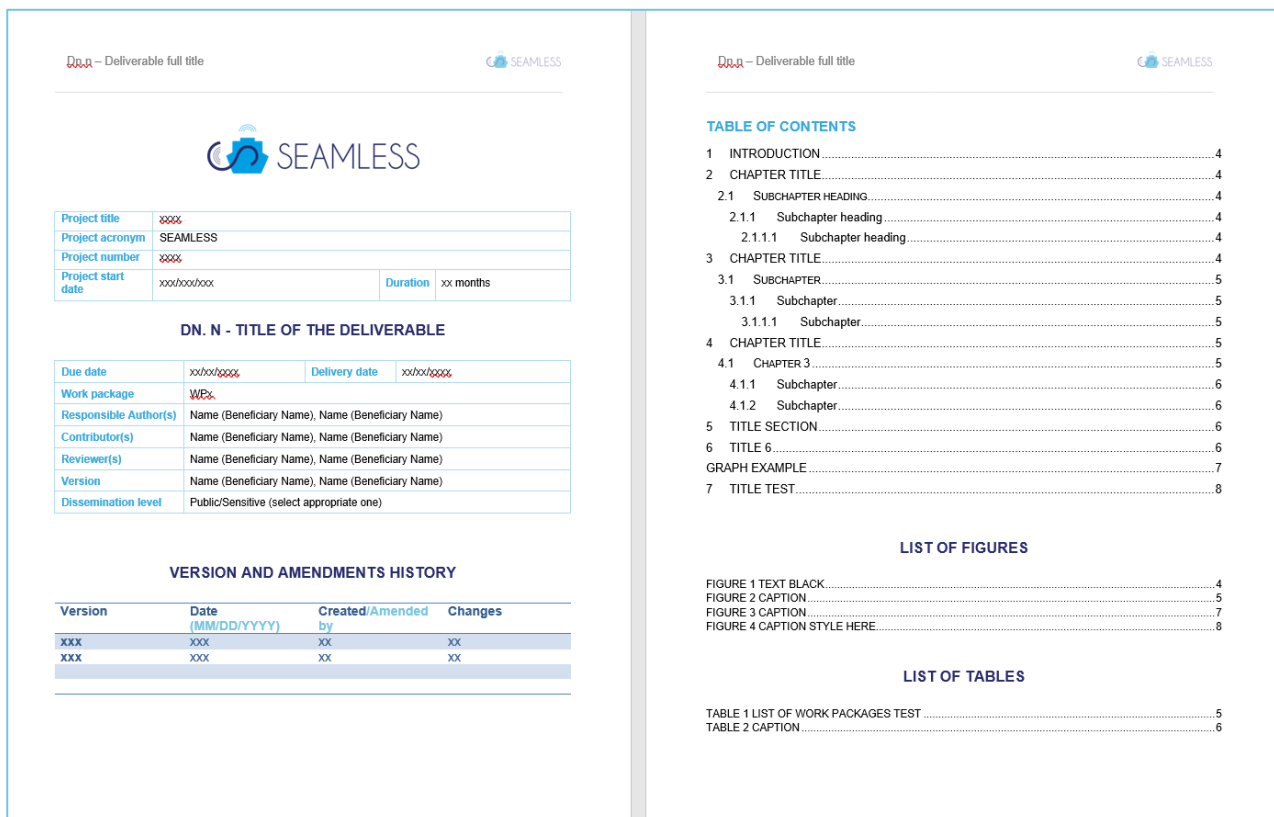 Dn.n – Deliverable full title
SEAMLESS
SEAMLESS
Project title xxxx
Project acronym SEAMLESS
Project number xxxx
Project start
date
xxx/xxx/xxx Duration xx months
DN. N - TITLE OF THE DELIVERABLE
Due date xx/xx/xxxx Delivery date xx/xx/xxxx
Work package WPx
Responsible Author(s) Name (Beneficiary Name), Name (Beneficiary Name)
Contributor(s) Name (Beneficiary Name), Name (Beneficiary Name)
Reviewer(s) Name (Beneficiary Name), Name (Beneficiary Name)
Version Name (Beneficiary Name), Name (Beneficiary Name)
Dissemination level Public/Sensitive (select appropriate one)
VERSION AND AMENDMENTS HISTORY
Version Date Created/Amended Changes
(MM/DD/YYYY) by
xxx xxx xx xx
xxx xxx xx xx
Dn.n – Deliverable full title
SEAMLESS
TABLE OF CONTENTS
1 INTRODUCTION 4
2 CHAPTER TITLE 4
2.1 SUBCHAPTER HEADING 4
2.1.1 Subchapter heading 4
2.1.1.1 Subchapter heading 4
3 CHAPTER TITLE 4
3.1 SUBCHAPTER 5
3.1.1 Subchapter 5
3.1.1.1 Subchapter 5
4 CHAPTER TITLE 5
4.1 CHAPTER 3 5
4.1.1 Subchapter 6
4.1.2 Subchapter 6
5 TITLE SECTION 6
6 TITLE 6 6
GRAPH EXAMPLE 7
7 TITLE TEST 8
LIST OF FIGURES
FIGURE 1 TEXT BLACK 4
FIGURE 2 CAPTION 5
FIGURE 3 CAPTION 7
FIGURE 4 CAPTION STYLE HERE 8
LIST OF TABLES
TABLE 1 LIST OF WORK PACKAGES TEST 5
TABLE 2 CAPTION 6